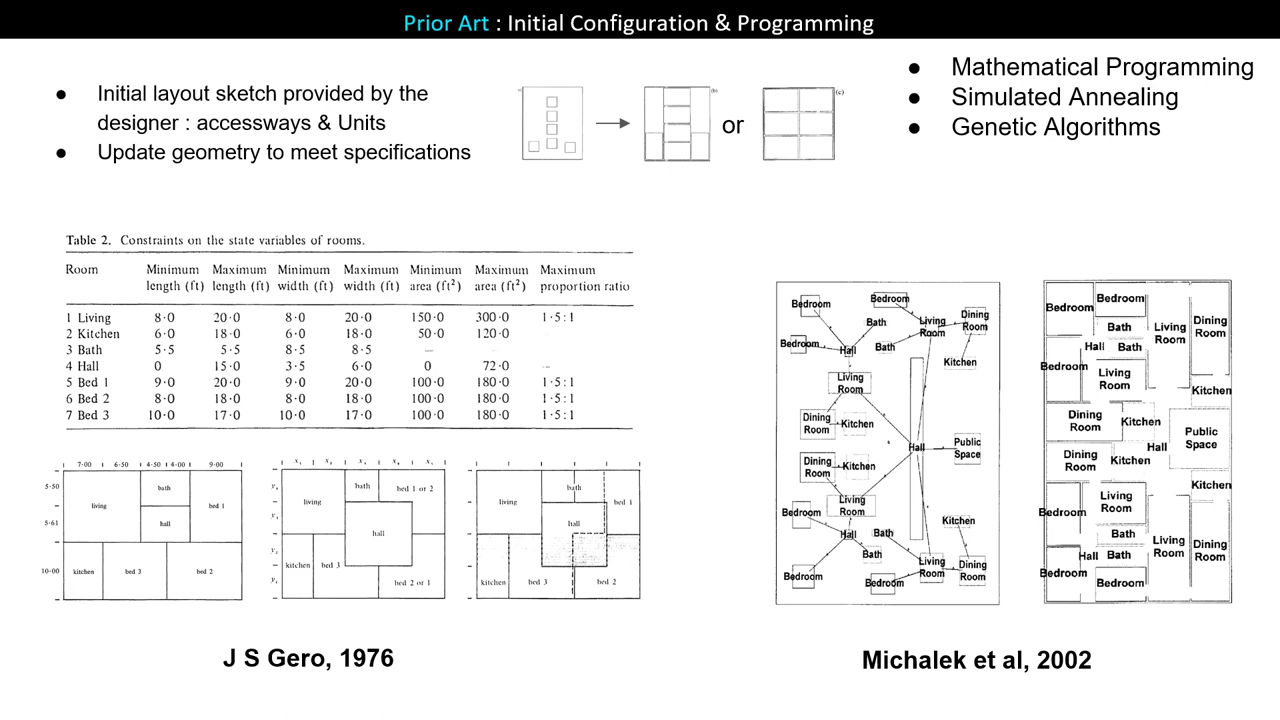 Prior Art : Initial Configuration & Programming
● Initial layout sketch provided by the
designer : accessways & Units
● Update geometry to meet specifications
or
(b)
(c)
● Mathematical Programming
● Simulated Annealing
● Genetic Algorithms
Table 2. Constraints on the state variables of rooms.
Room Minimum length (ft) Maximum length (ft) Minimum width (ft) Maximum width (ft) Minimum area (ft²) Maximum area (ft²) Maximum proportion ratio
1 Living 8·0 20·0 8·0 20·0 150·0 300·0 1·5:1
2 Kitchen 6·0 18·0 6·0 18·0 50·0 120·0 –
3 Bath 5·5 5·5 8·5 8·5 – –
4 Hall 0 15·0 3·5 6·0 0 72·0 –
5 Bed 1 9·0 20·0 9·0 20·0 100·0 180·0 1·5:1
6 Bed 2 8·0 18·0 8·0 18·0 100·0 180·0 1·5:1
7 Bed 3 10·0 17·0 10·0 17·0 100·0 180·0 1·5:1
7·00 6·50 4·50 4·00 9·00
5·50
5·61
10·00
living
bath
hall
bed 1
kitchen
bed 3
bed 2
living
bath
bed 1 or 2
hall
kitchen
bed 3
bed 2 or 1
living
bath
bed 1
hall
kitchen
bed 3
bed 2
J S Gero, 1976
Bedroom
Bedroom
Bath
Living
Room
Dining
Room
Bedroom
Hall
Bath
Kitchen
Living
Room
Dining
Room
Kitchen
Hall
Public
Space
Dining
Room
Kitchen
Living
Room
Bedroom
Hall
Bath
Kitchen
Bath
Living
Room
Dining
Room
Bedroom
Bedroom
Bedroom
Bedroom
Bath
Living
Room
Dining
Room
Hall
Bath
Bedroom
Living
Room
Kitchen
Dining
Room
Kitchen
Public
Space
Hall
Dining
Room
Kitchen
Kitchen
Living
Room
Bedroom
Bath
Living
Room
Dining
Room
Hall
Bath
Bedroom
Bedroom
Michalek et al, 2002